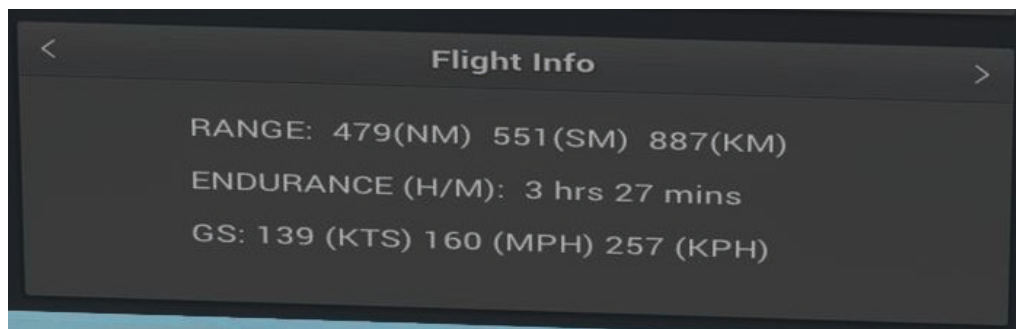 Flight Info
RANGE: 479(NM) 551(SM) 887(KM)
ENDURANCE (H/M): 3 hrs 27 mins
GS: 139 (KTS) 160 (MPH) 257 (KPH)